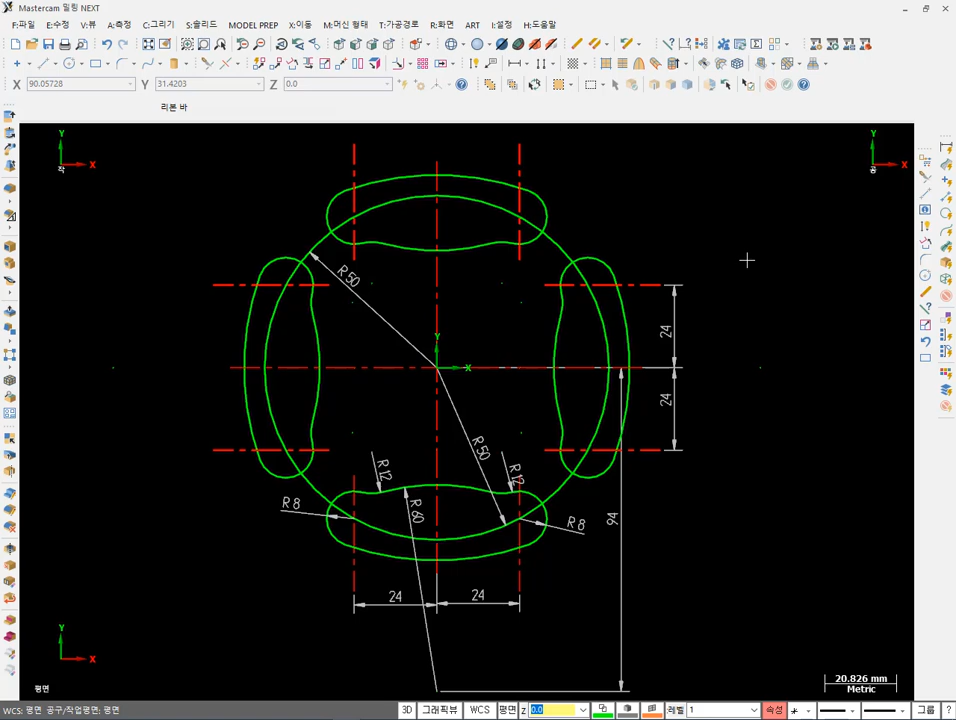 Mastercam 밀링 NEXT
F:파일 E:수정 V:뷰 A:측정 C:그리기 S:솔리드 MODEL PREP X:이동 M:머신 형태 T:가공경로 R:화면 ART I:설정 H:도움말
X 90.05728 Y 31.4203 Z 0.0
리본 바
Y
X
Y
X
R50
24
Y
X
24
R50
R12
R12
R60
R8
R8
94
24
24
Y
X
평면
20.826 mm
Metric
WCS: 평면 공구/작업평면: 평면
3D 그래픽뷰 WCS 평면 Z 0.0 레벨 1 속성 그룹 ?